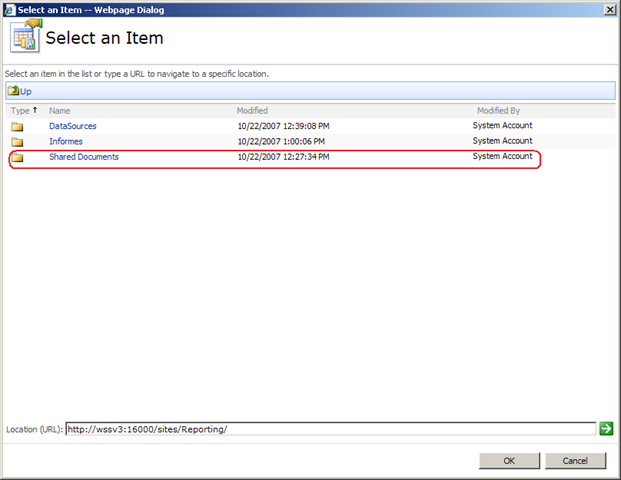 Select an Item -- Webpage Dialog
Select an Item
Select an item in the list or type a URL to navigate to a specific location.
Up
Type Name Modified Modified By
DataSources 10/22/2007 12:39:08 PM System Account
Informes 10/22/2007 1:00:06 PM System Account
Shared Documents 10/22/2007 12:27:34 PM System Account
Location (URL): http://wssv3:16000/sites/Reporting/
OK Cancel